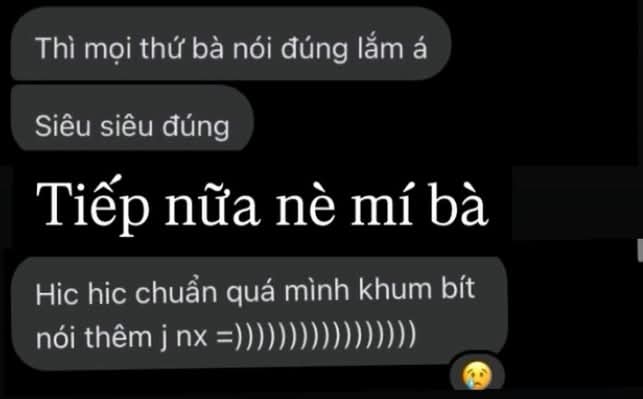 Thì mọi thứ bà nói đúng lắm á
Siêu siêu đúng
Tiếp nữa nè mí bà
Hic hic chuẩn quá mình khum bít
nói thêm j nx =))))))))))))))))))